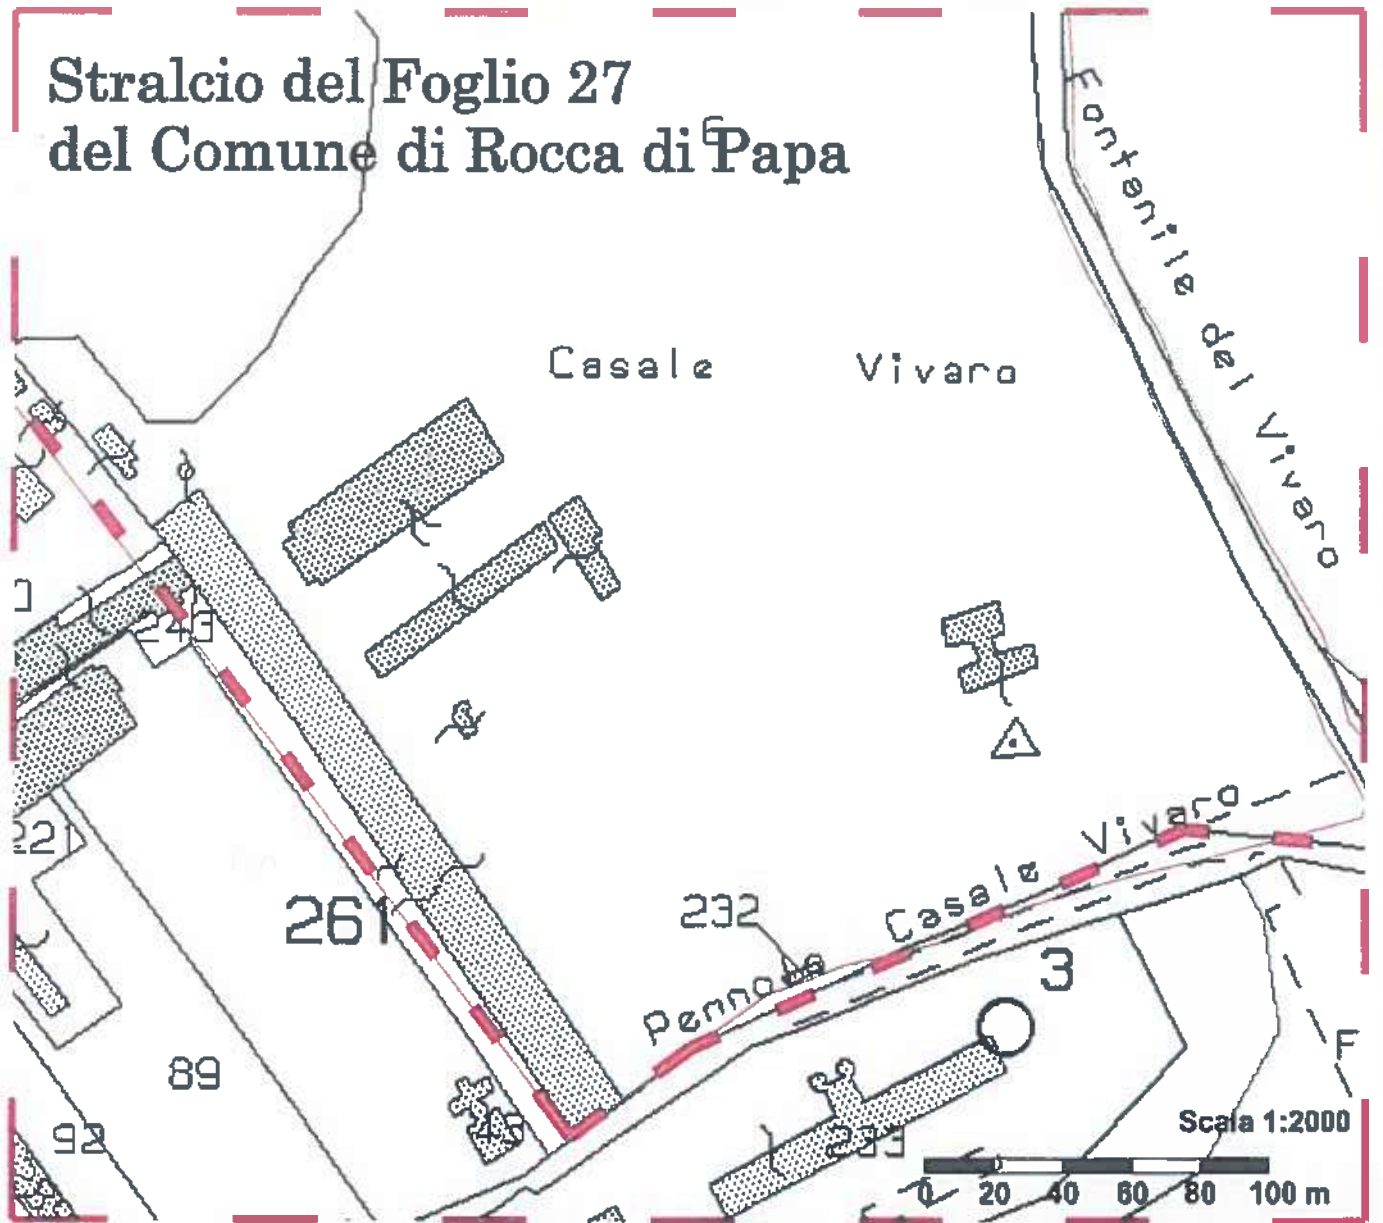 Stralcio del Foglio 27
del Comune di Rocca di Papa
Fontanile del Vivaro
Casale Vivaro
243
221
261
232
Penna Casale Vivaro
3
89
92
F
Scala 1:2000
0 20 40 60 80 100 m